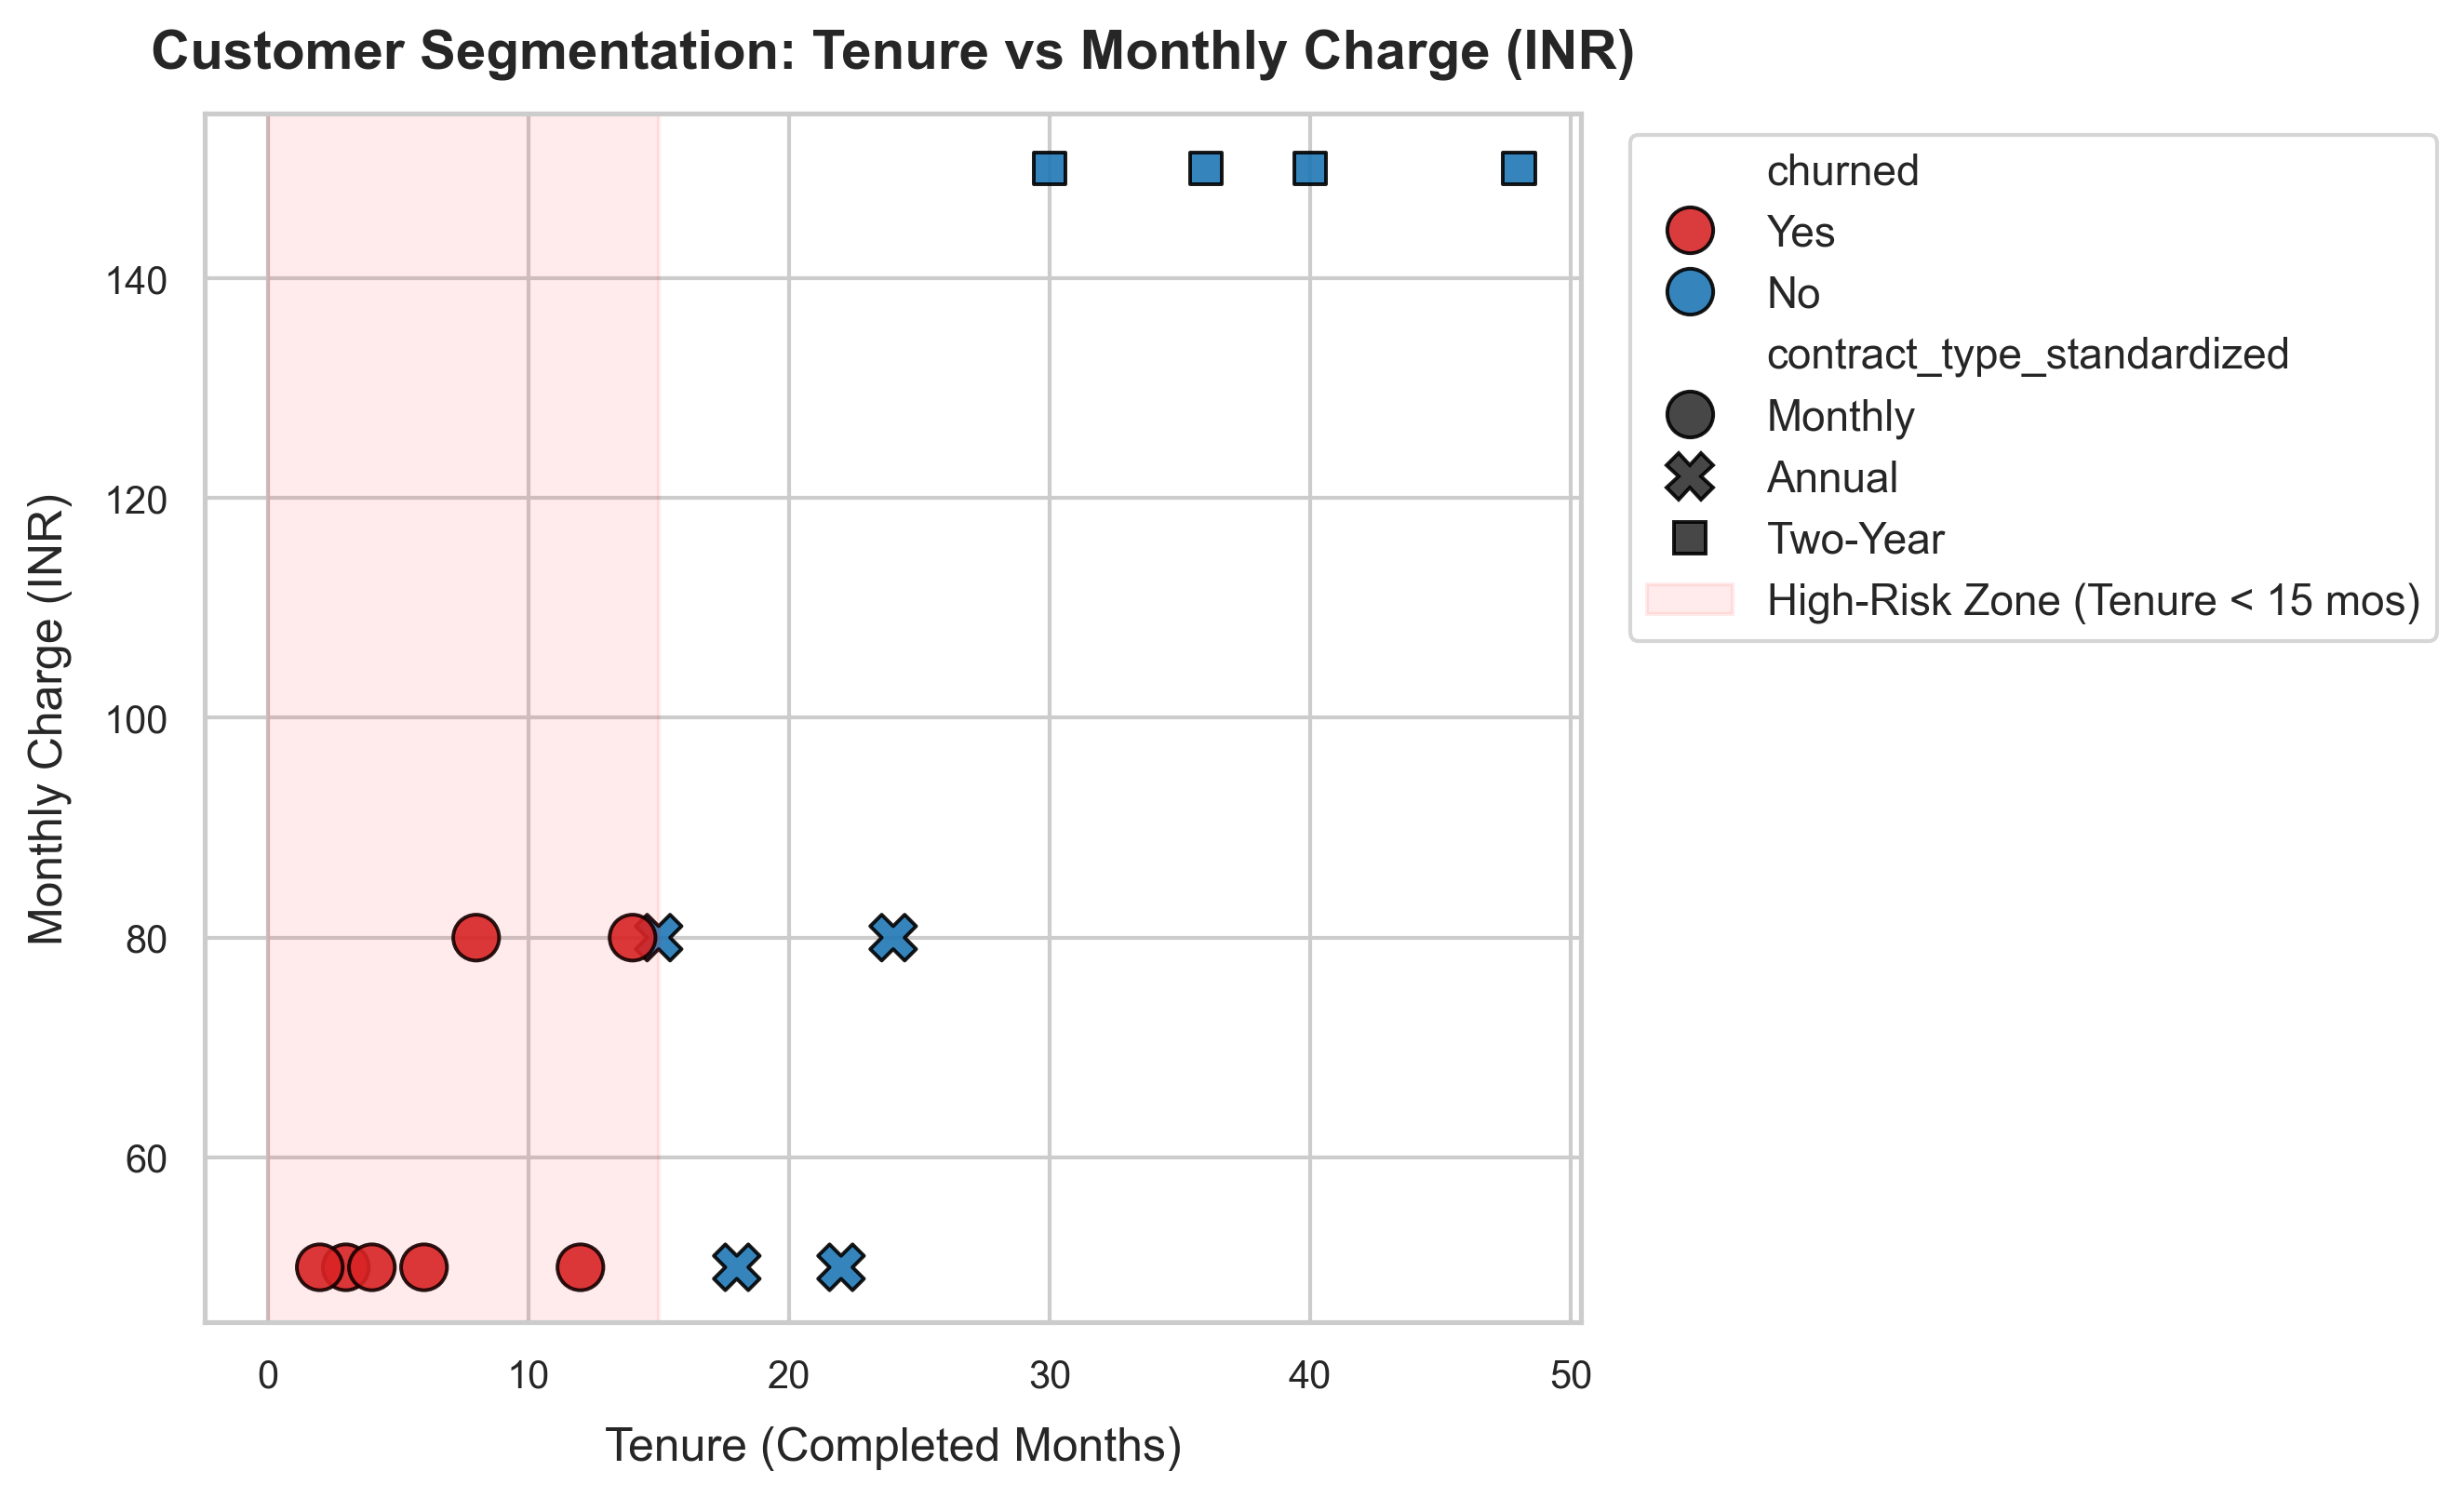 Customer Segmentation: Tenure vs Monthly Charge (INR)
Monthly Charge (INR)
140
120
100
80
60
0 10 20 30 40 50
Tenure (Completed Months)
churned
Yes
No
contract_type_standardized
Monthly
Annual
Two-Year
High-Risk Zone (Tenure < 15 mos)